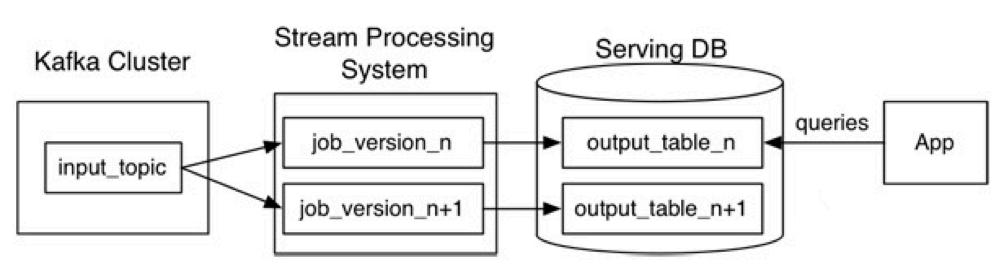 Kafka Cluster
Stream Processing
System
Serving DB
input_topic
job_version_n
job_version_n+1
output_table_n
output_table_n+1
queries
App